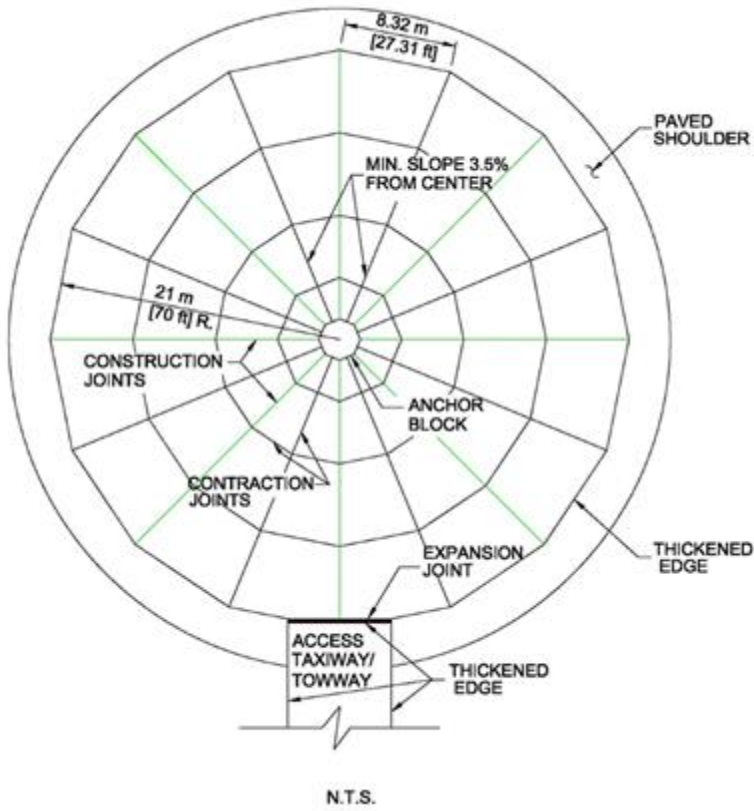 8.32 m
[27.31 ft]
PAVED
SHOULDER
MIN. SLOPE 3.5%
FROM CENTER
21 m
[70 ft] R.
CONSTRUCTION
JOINTS
ANCHOR
BLOCK
CONTRACTION
JOINTS
EXPANSION
JOINT
THICKENED
EDGE
ACCESS
TAXIWAY/
TOWWAY
THICKENED
EDGE
N.T.S.